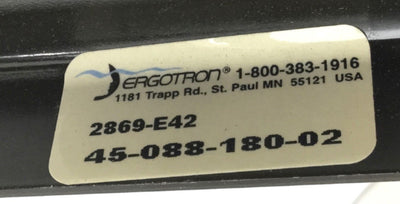 ERGOTRON® 1-800-383-1916
1181 Trapp Rd., St. Paul MN 55121 USA
2869-E42
45-088-180-02